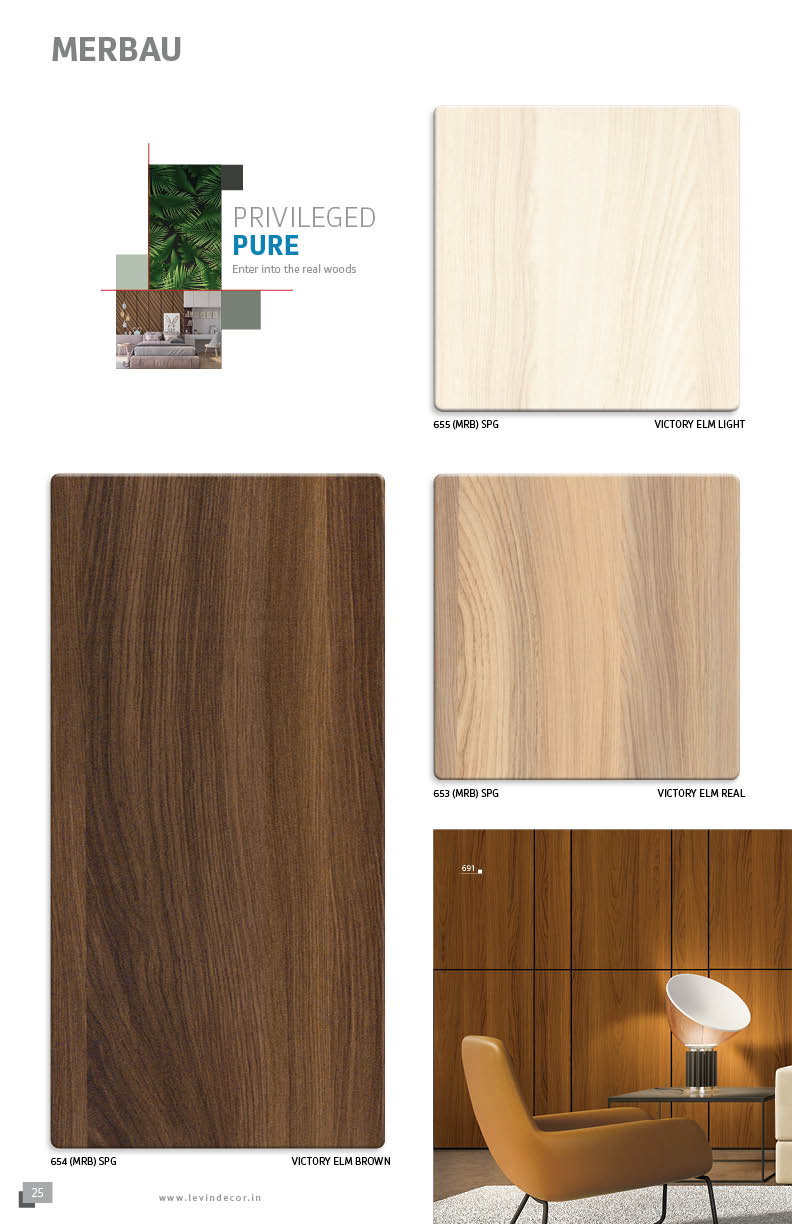 MERBAU
PRIVILEGED
PURE
Enter into the real woods
655 (MRB) SPG VICTORY ELM LIGHT
653 (MRB) SPG VICTORY ELM REAL
691
654 (MRB) SPG VICTORY ELM BROWN
25 www.levindecor.in